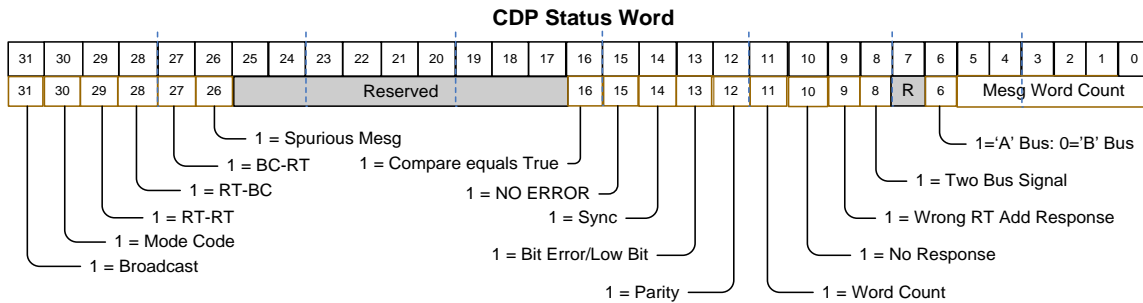 CDP Status Word
31 30 29 28 27 26 25 24 23 22 21 20 19 18 17 16 15 14 13 12 11 10 9 8 7 6 5 4 3 2 1 0
31 30 29 28 27 26 Reserved 16 15 14 13 12 11 10 9 8 R 6 Mesg Word Count
1 = Spurious Mesg
1='A' Bus: 0='B' Bus
1 = BC-RT
1 = Compare equals True
1 = Two Bus Signal
1 = RT-BC
1 = NO ERROR
1 = RT-RT
1 = Sync
1 = Wrong RT Add Response
1 = Mode Code
1 = Bit Error/Low Bit
1 = No Response
1 = Broadcast
1 = Parity
1 = Word Count